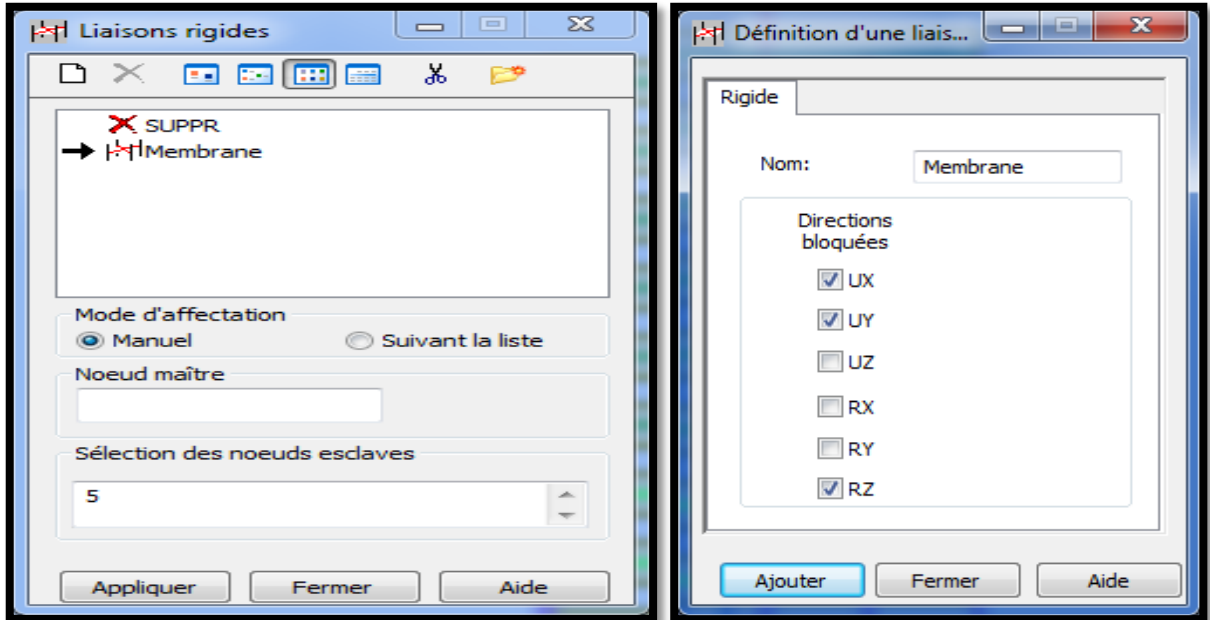 Liaisons rigides
SUPPR
Membrane
Mode d'affectation
Manuel
Suivant la liste
Noeud maître
Sélection des noeuds esclaves
5
Appliquer
Fermer
Aide
Définition d'une liais...
Rigide
Nom:
Membrane
Directions
bloquées
UX
UY
UZ
RX
RY
RZ
Ajouter
Fermer
Aide